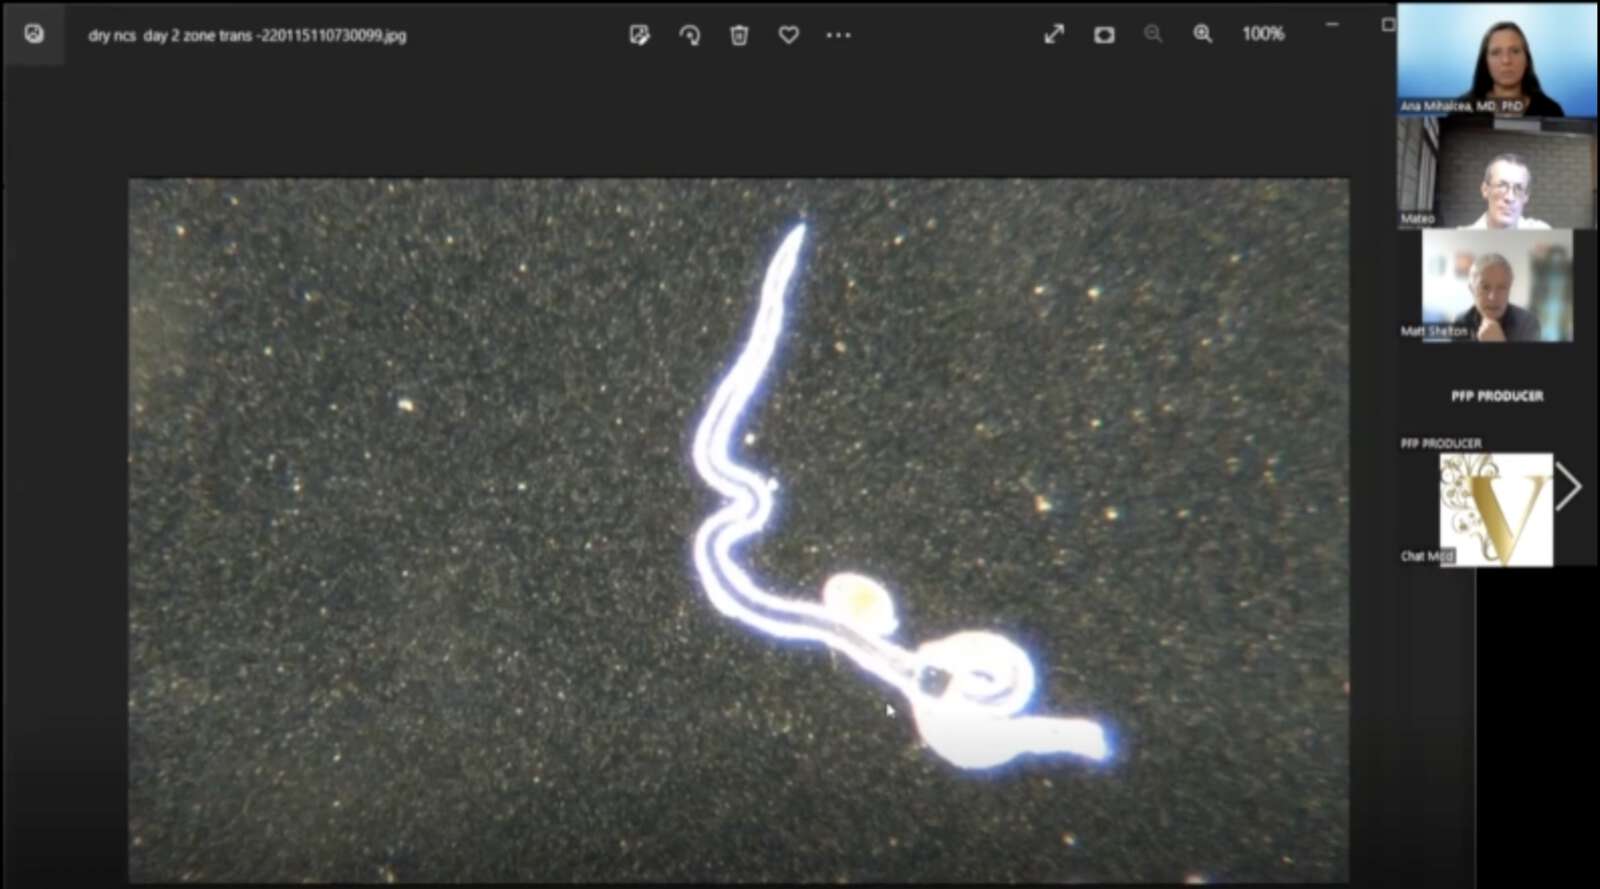 dry ncs day 2 zone trans -220115110730099.jpg
100%
Ana Mihalcea, MD, PhD
Mateo
Matt Shelton
PFP PRODUCER
PFP PRODUCER
V
Chat Mod